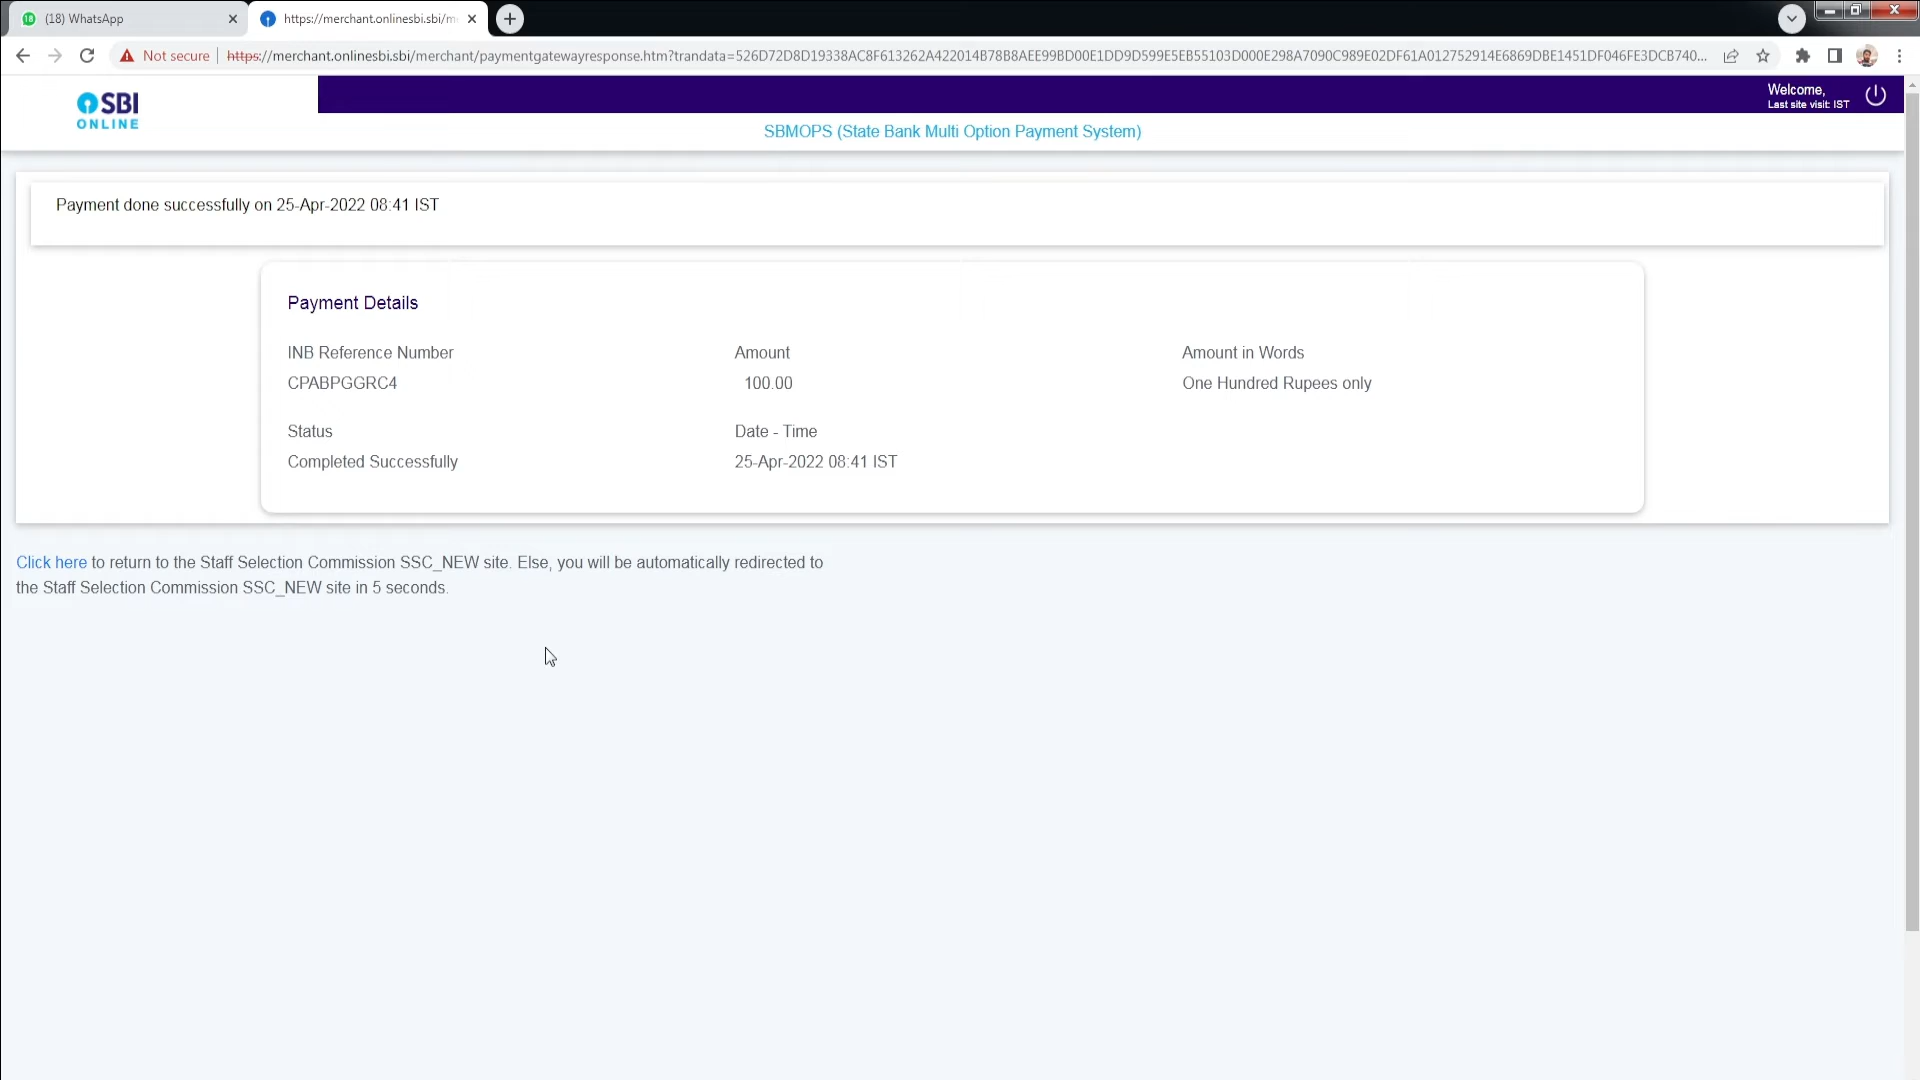 (18) WhatsApp
https://merchant.onlinesbi.sbi/m
Not secure
https://merchant.onlinesbi.sbi/merchant/paymentgatewayresponse.htm?trandata=526D72D8D19338AC8F613262A422014B78B8AEE99BD00E1DD9D599E5EB55103D000E298A7090C989E02DF61A012752914E6869DBE1451DF046FE3DCB740...
SBI
ONLINE
Welcome,
Last site visit: IST
SBMOPS (State Bank Multi Option Payment System)
Payment done successfully on 25-Apr-2022 08:41 IST
Payment Details
INB Reference Number Amount Amount in Words
CPABPGGRC4 100.00 One Hundred Rupees only
Status Date - Time
Completed Successfully 25-Apr-2022 08:41 IST
Click here to return to the Staff Selection Commission SSC_NEW site. Else, you will be automatically redirected to
the Staff Selection Commission SSC_NEW site in 5 seconds.